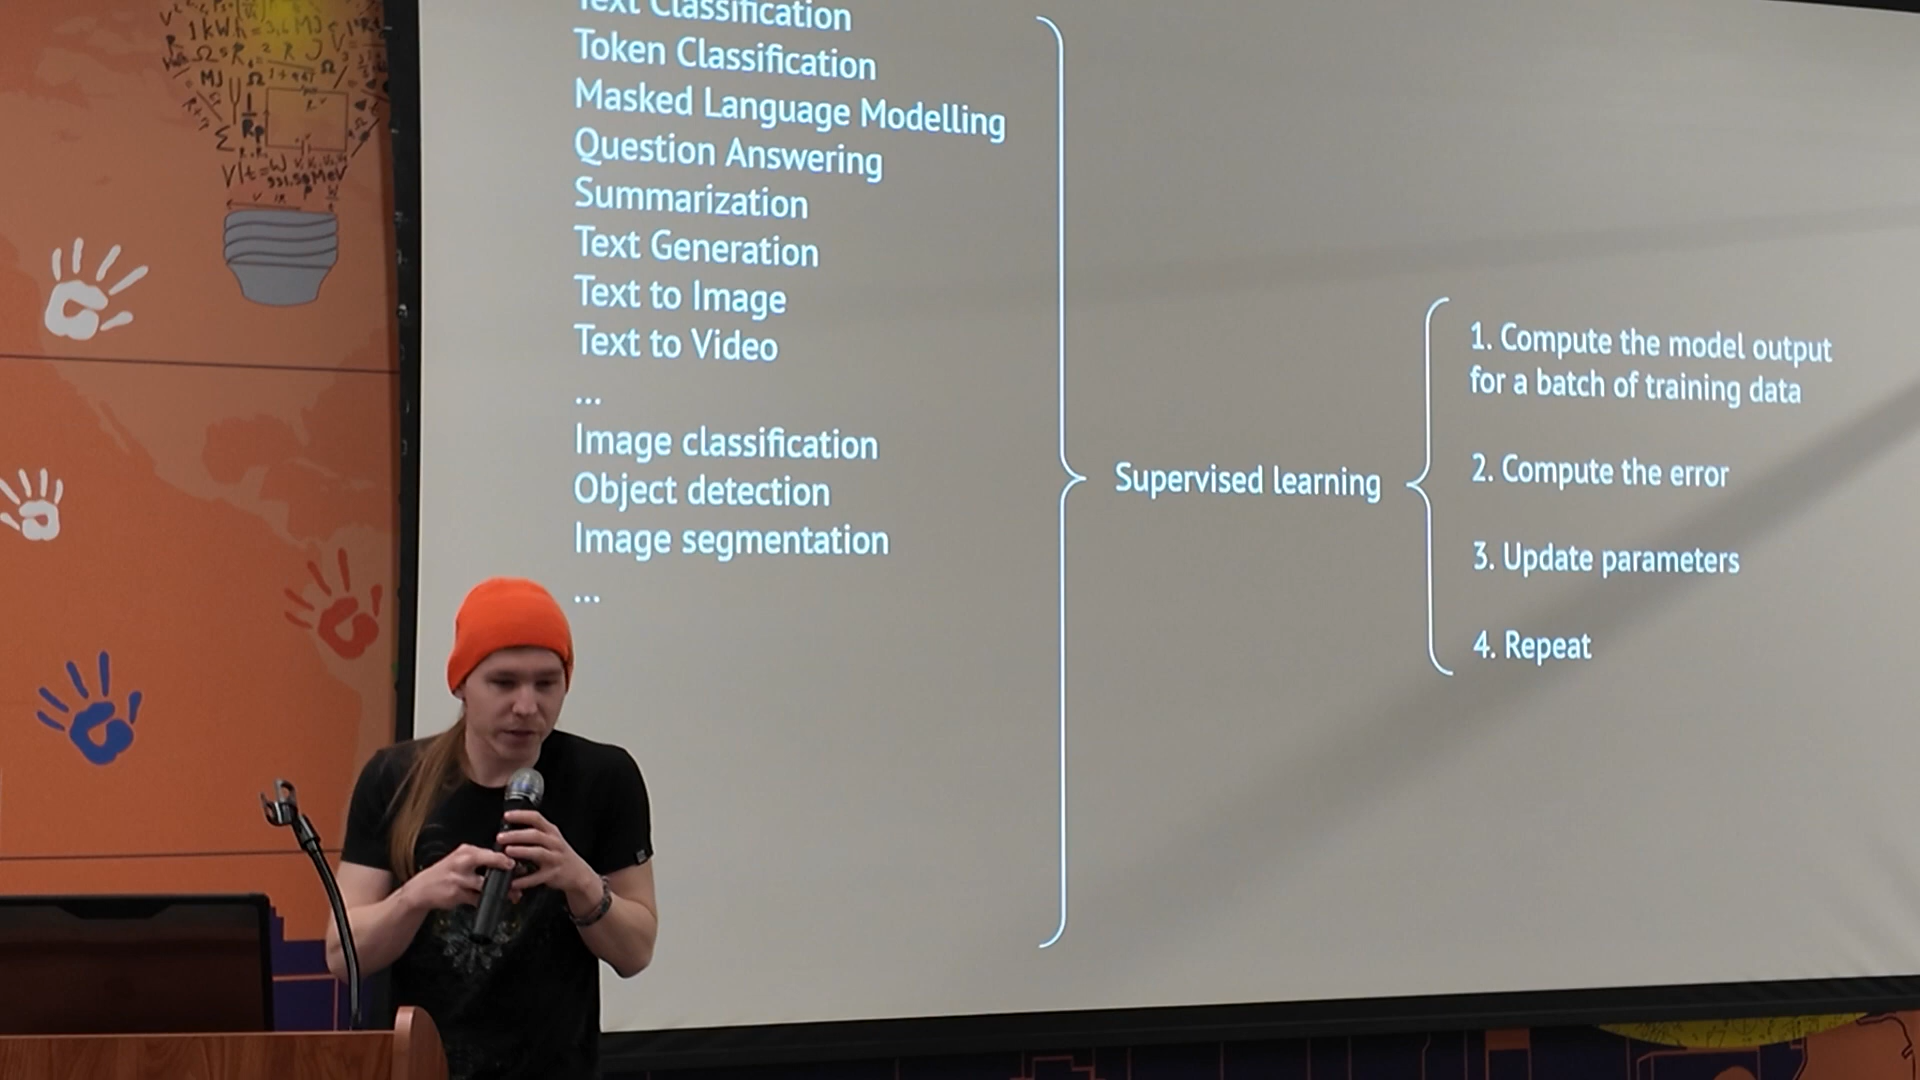 Text Classification
Token Classification
Masked Language Modelling
Question Answering
Summarization
Text Generation
Text to Image
Text to Video
...
Image classification
Object detection
Image segmentation
...
Supervised learning
1. Compute the model output
for a batch of training data
2. Compute the error
3. Update parameters
4. Repeat